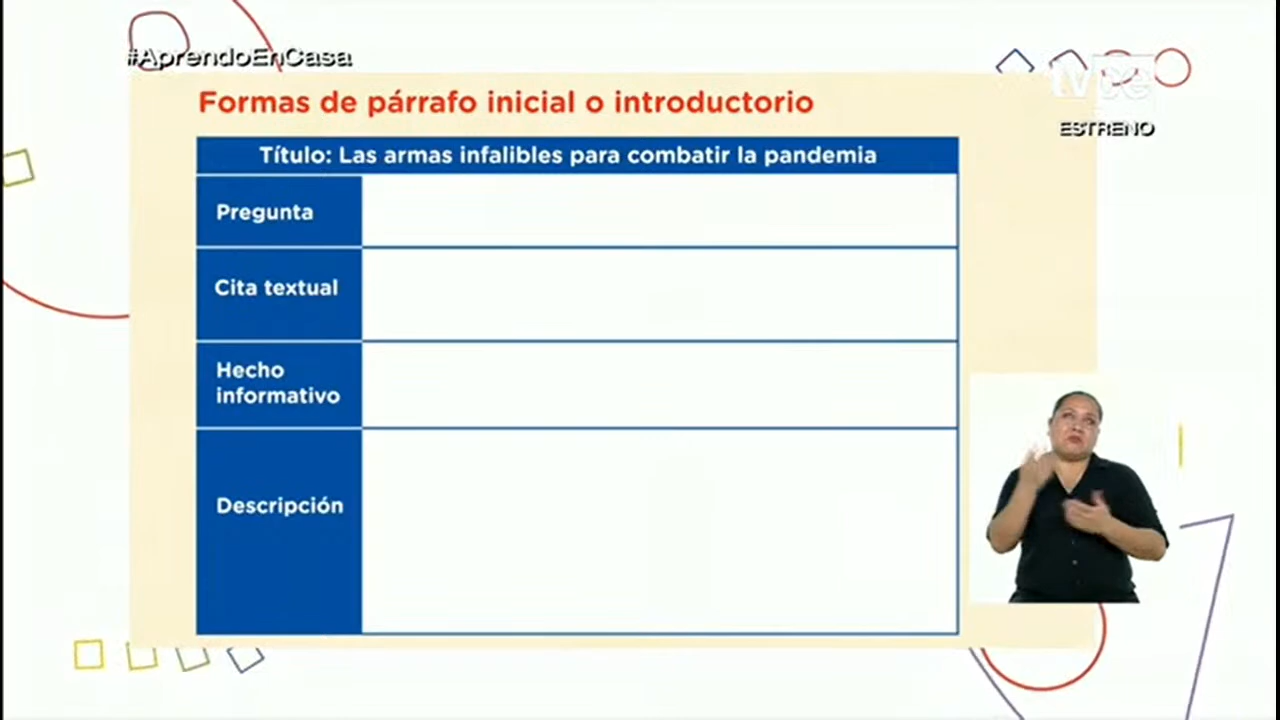 #AprendoEnCasa
tvpe
ESTRENO
Formas de párrafo inicial o introductorio
Título: Las armas infalibles para combatir la pandemia
Pregunta
Cita textual
Hecho
informativo
Descripción